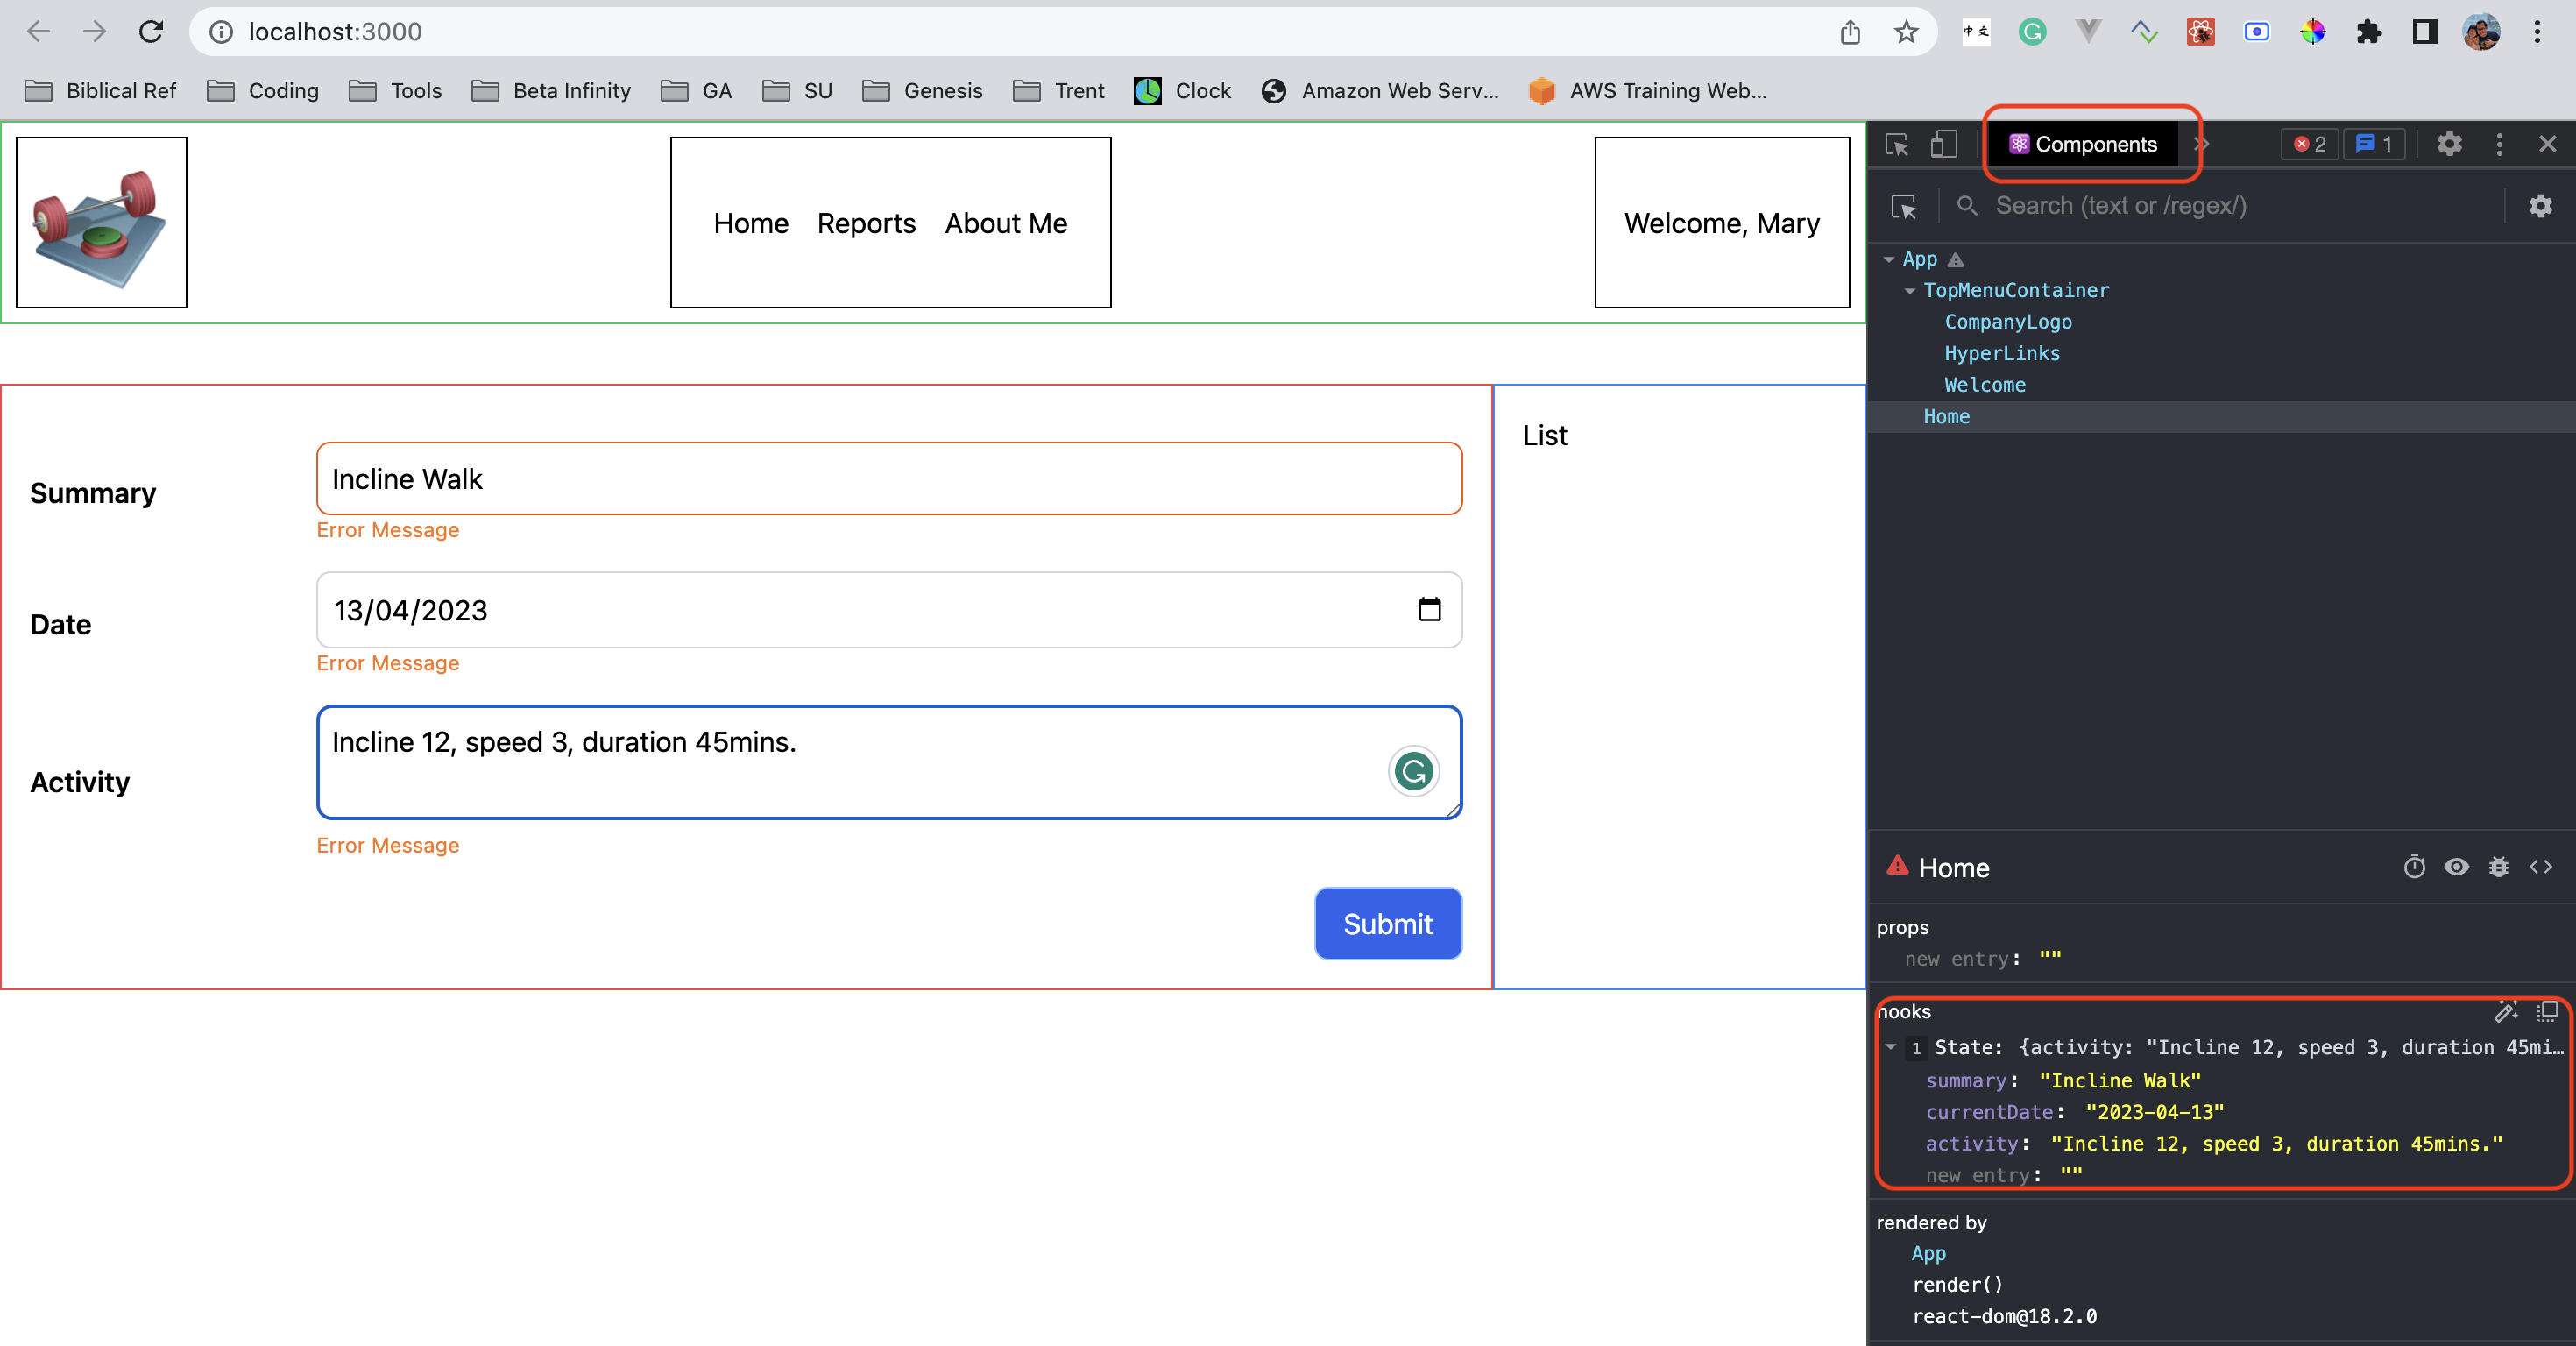 localhost:3000
中文
Biblical Ref Coding Tools Beta Infinity GA SU Genesis Trent Clock Amazon Web Serv... AWS Training Web...
Home Reports About Me
Welcome, Mary
Summary
Incline Walk
Error Message
Date
13/04/2023
Error Message
Activity
Incline 12, speed 3, duration 45mins.
Error Message
Submit
List
Components
2
1
Search (text or /regex/)
App
TopMenuContainer
CompanyLogo
HyperLinks
Welcome
Home
Home
props
new entry: ""
hooks
1 State: {activity: "Incline 12, speed 3, duration 45mi…
summary: "Incline Walk"
currentDate: "2023-04-13"
activity: "Incline 12, speed 3, duration 45mins."
new entry: ""
rendered by
App
render()
react-dom@18.2.0